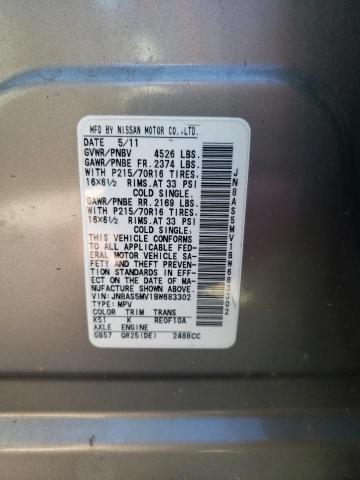 MFD BY NISSAN MOTOR CO.,LTD.
DATE 5/11
GVWR/PNBV 4526 LBS.
GAWR/PNBE FR. 2374 LBS.
WITH P215/70R16 TIRES,
16X6½ RIMS.AT 33 PSI
COLD SINGLE.
GAWR/PNBE RR. 2169 LBS.
WITH P215/70R16 TIRES,
16X6½ RIMS.AT 33 PSI
COLD SINGLE.
THIS VEHICLE CONFORMS
TO ALL APPLICABLE FED-
ERAL MOTOR VEHICLE SA-
FETY AND THEFT PREVEN-
TION STANDARDS IN EFF-
ECT ON THE DATE OF MA-
NUFACTURE SHOWN ABOVE.
VIN: JN8AS5MV1BW683302
TYPE: MPV
COLOR TRIM TRANS
K51 K RE0F10A
AXLE ENGINE
GB57 QR25(DE) 2488CC
JN8AS5MV1BW683302